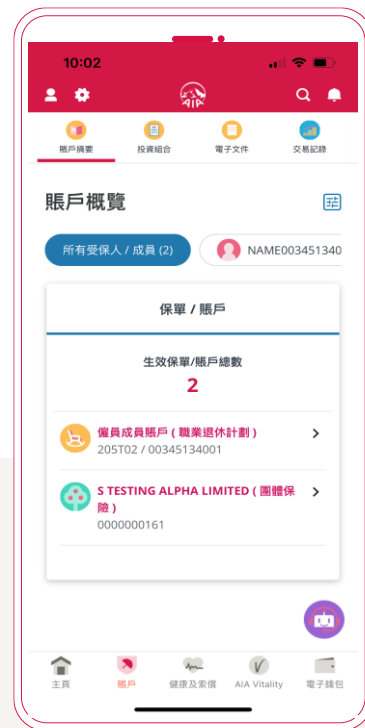 10:02
AIA
賬戶摘要
投資組合
電子文件
交易記錄
賬戶概覽
所有受保人 / 成員 (2)
NAME003451340
保單 / 賬戶
生效保單/賬戶總數
2
僱員成員賬戶 ( 職業退休計劃 )
205T02 / 00345134001
S TESTING ALPHA LIMITED ( 團體保
險 )
0000000161
主頁
賬戶
健康及索償
AIA Vitality
電子錢包